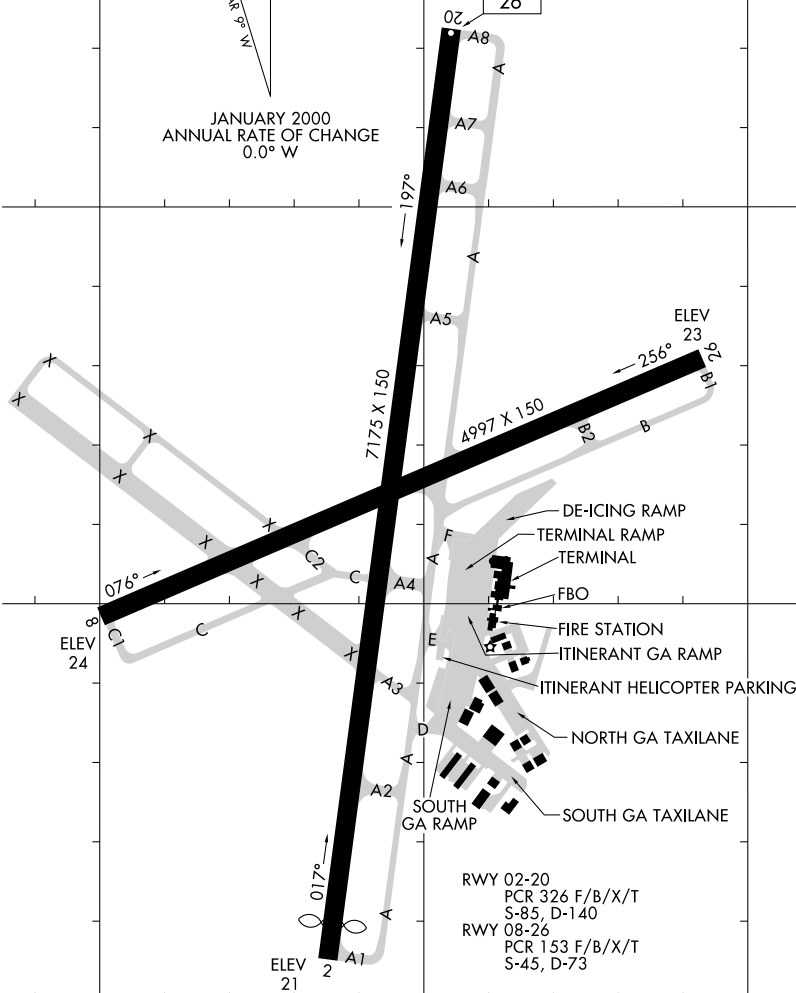 20
26
A8
VAR 9° W
A
JANUARY 2000
ANNUAL RATE OF CHANGE
0.0° W
A7
A6
197°
A
A5
ELEV
23
26
256°
B1
X
7175 X 150
4997 X 150
X
B2
B
X
X
DE-ICING RAMP
X
X
F
TERMINAL RAMP
C2
A
TERMINAL
076°
X
C
A4
FBO
8
C1
C
X
E
FIRE STATION
ELEV
24
X
ITINERANT GA RAMP
A3
ITINERANT HELICOPTER PARKING
D
NORTH GA TAXILANE
A
A2
SOUTH
GA RAMP
SOUTH GA TAXILANE
017°
RWY 02-20
PCR 326 F/B/X/T
S-85, D-140
A
RWY 08-26
PCR 153 F/B/X/T
S-45, D-73
A1
ELEV
21
2